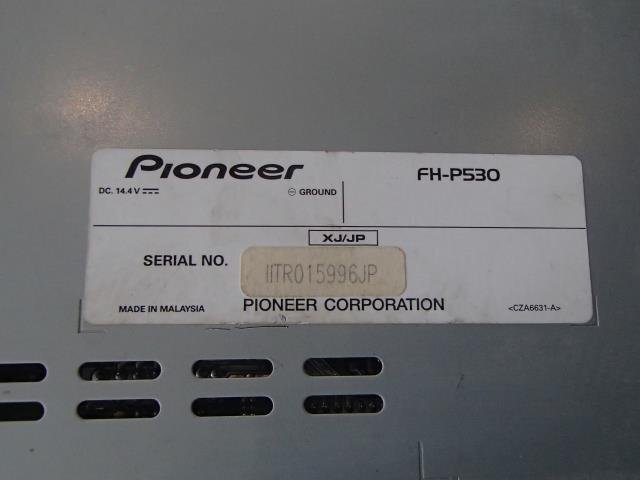 Pioneer
FH-P530
DC. 14.4 V ⎓
⊖ GROUND
XJ/JP
SERIAL NO. IITR015996JP
MADE IN MALAYSIA PIONEER CORPORATION <CZA6631-A>